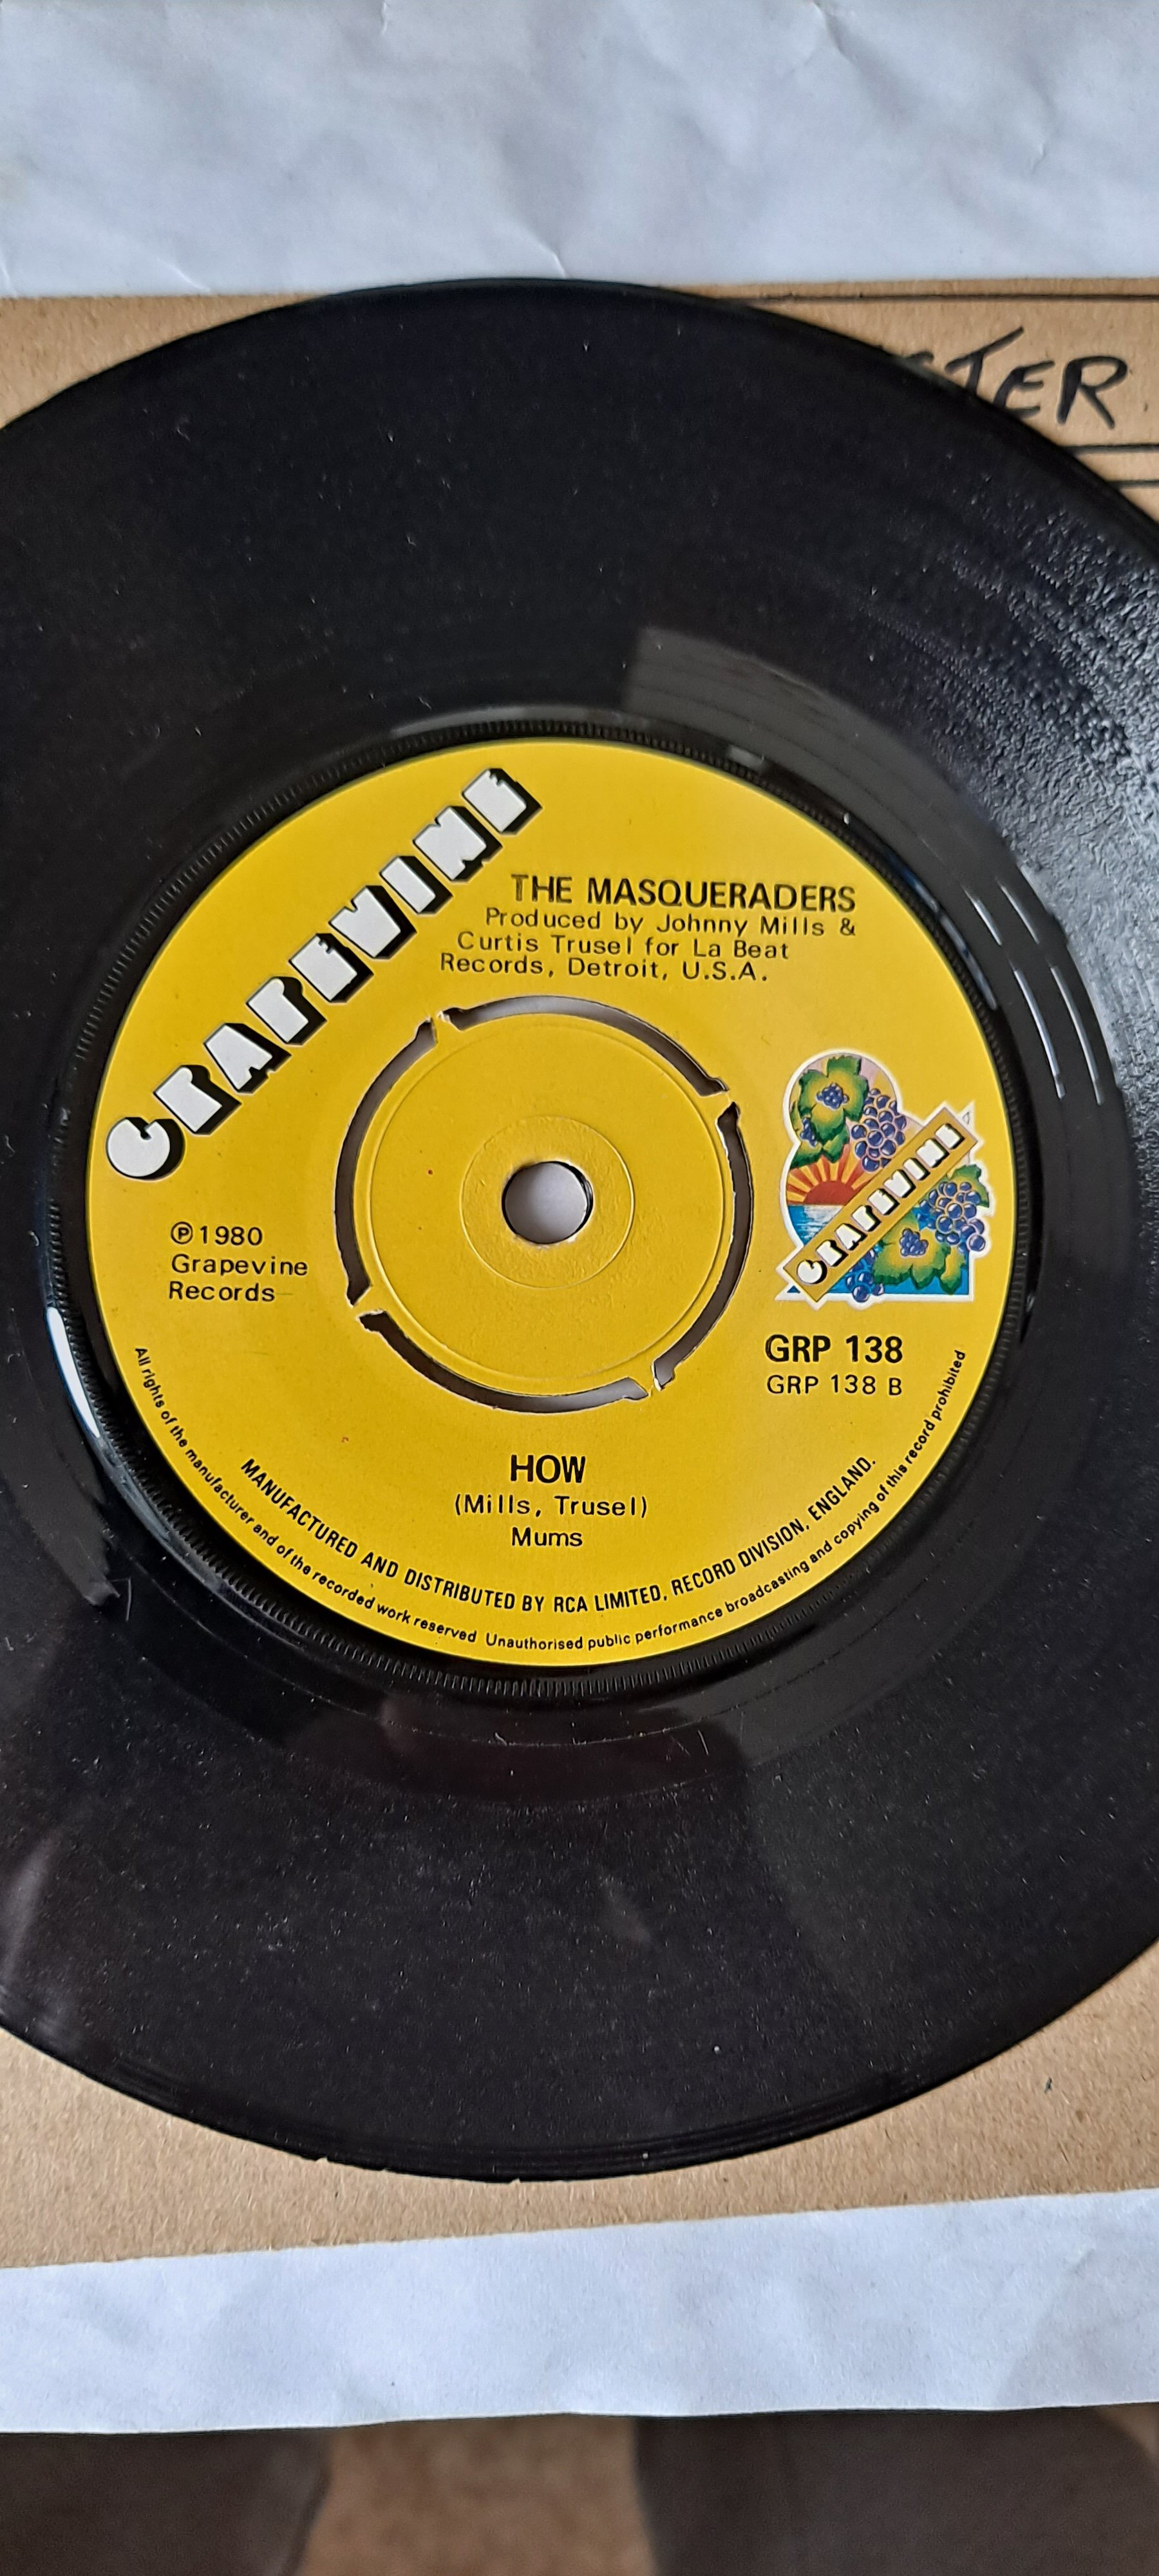 GRAPEVINE
THE MASQUERADERS
Produced by Johnny Mills &
Curtis Trusel for La Beat
Records, Detroit, U.S.A.
GRAPEVINE
℗ 1980
Grapevine
Records
GRP 138
GRP 138 B
HOW
(Mills, Trusel)
Mums
MANUFACTURED AND DISTRIBUTED BY RCA LIMITED, RECORD DIVISION, ENGLAND.
All rights of the manufacturer and of the recorded work reserved Unauthorised public performance broadcasting and copying of this record prohibited